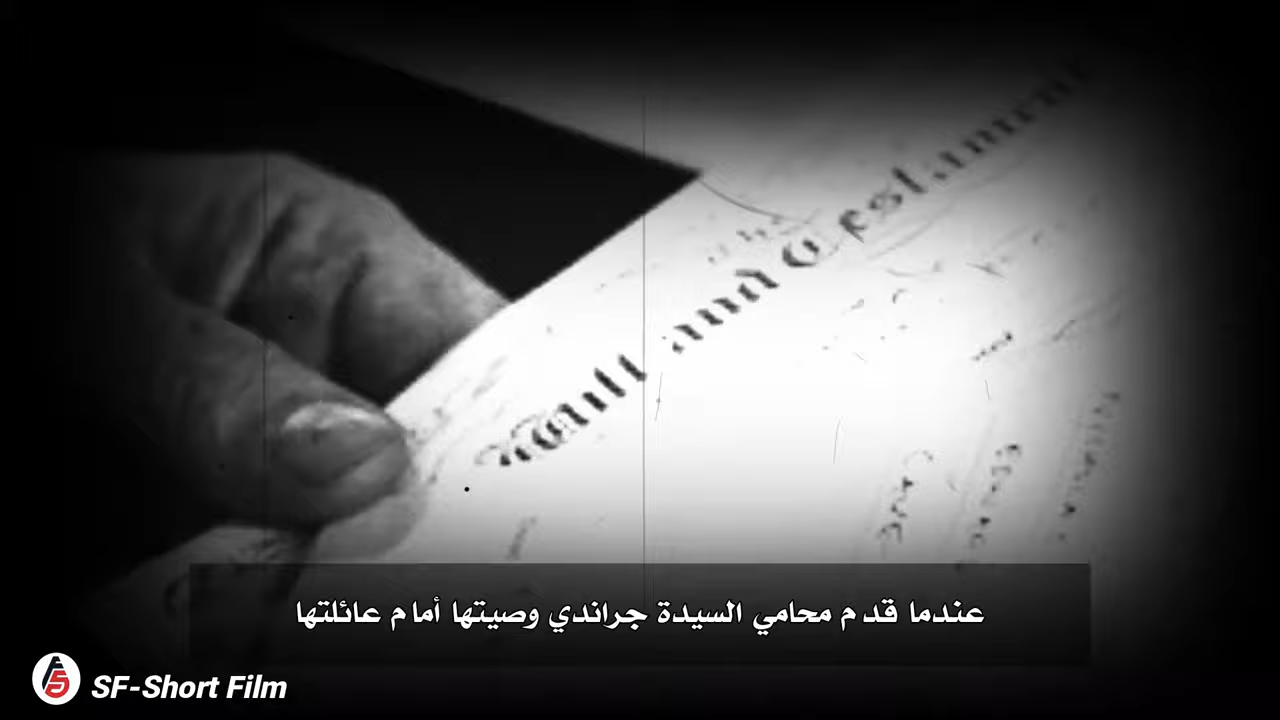 Will and Testament
عندما قدم محامي السيدة جراندي وصيتها أمام عائلتها
SF-Short Film